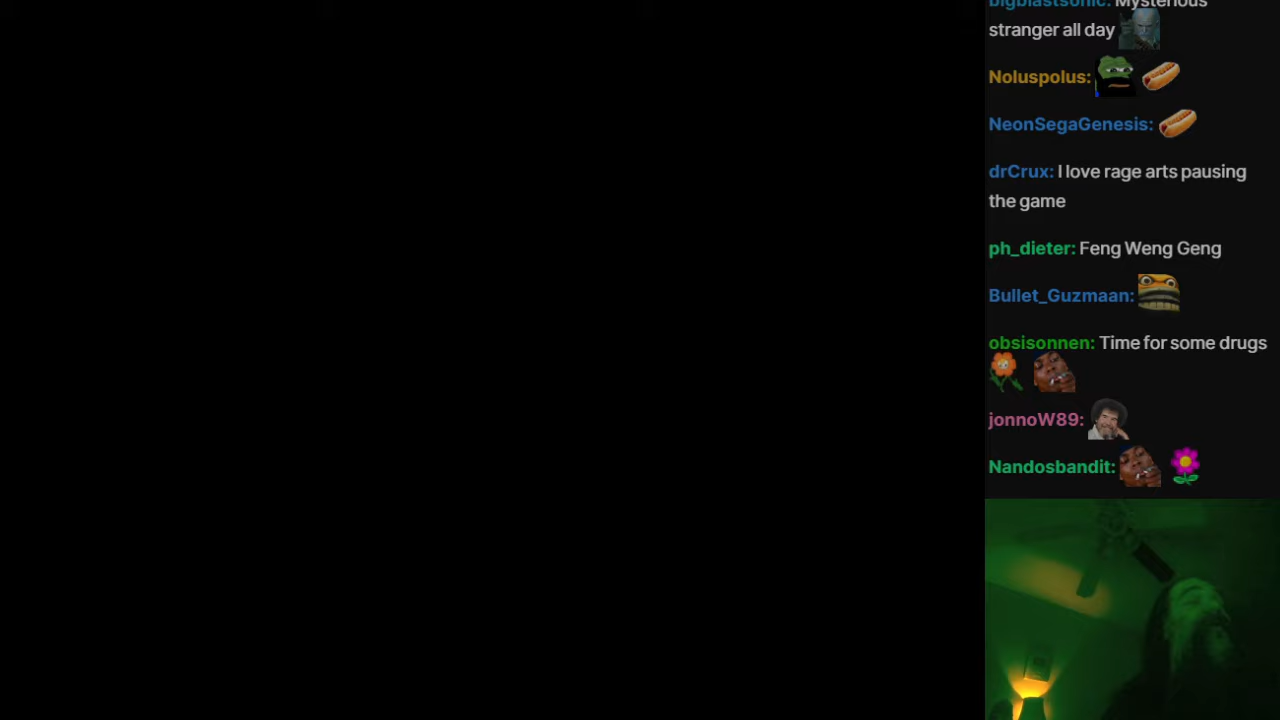 bigblastsonic: Mysterious
stranger all day
Noluspolus:
NeonSegaGenesis:
drCrux: I love rage arts pausing
the game
ph_dieter: Feng Weng Geng
Bullet_Guzmaan:
obsisonnen: Time for some drugs
jonnoW89:
Nandosbandit: